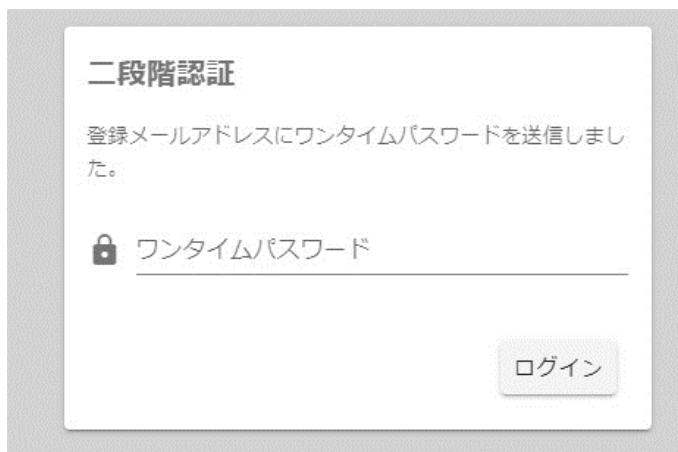 二段階認証
登録メールアドレスにワンタイムパスワードを送信しまし
た。
ワンタイムパスワード
ログイン